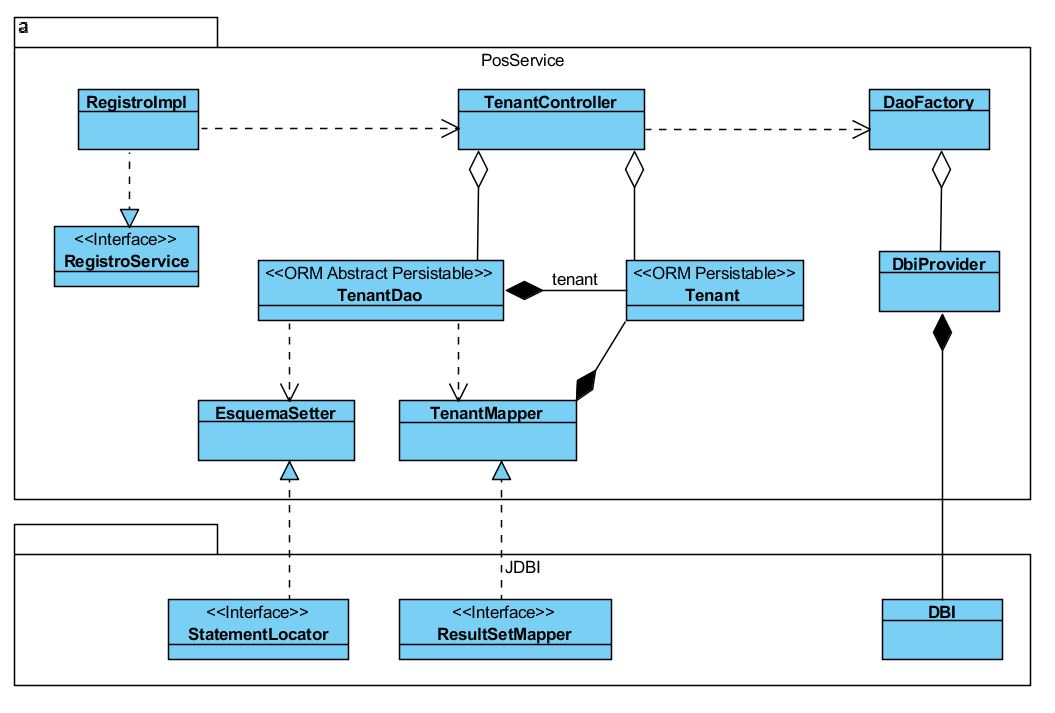 a
PosService
RegistroImpl
TenantController
DaoFactory
<<Interface>>
RegistroService
<<ORM Abstract Persistable>>
TenantDao
tenant
<<ORM Persistable>>
Tenant
DbiProvider
EsquemaSetter
TenantMapper
JDBI
<<Interface>>
StatementLocator
<<Interface>>
ResultSetMapper
DBI